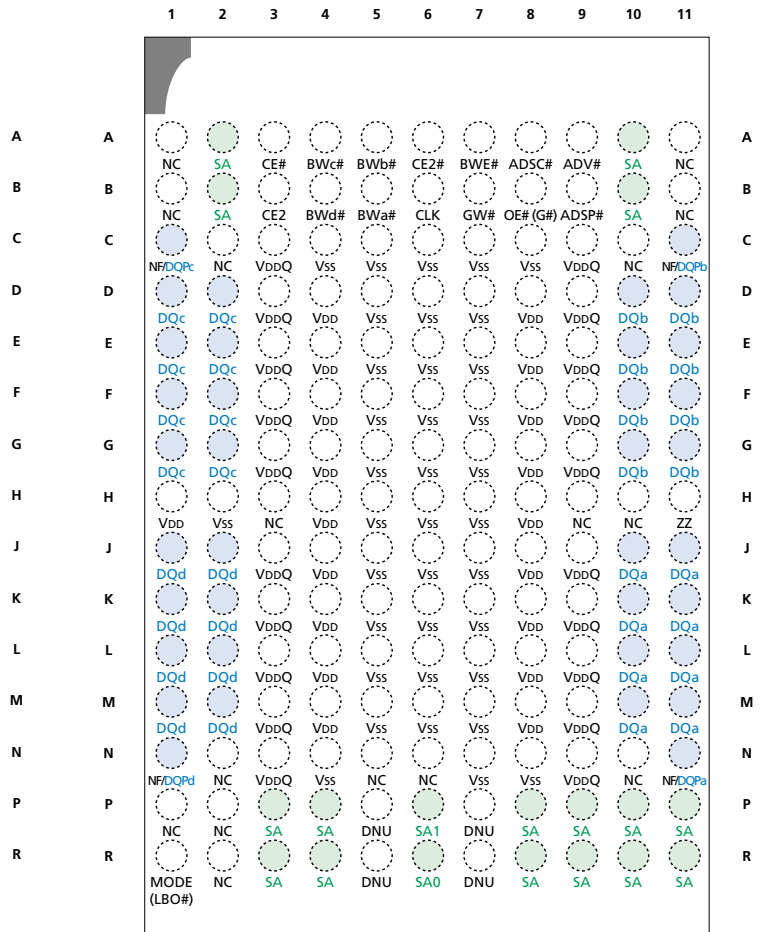 1 2 3 4 5 6 7 8 9 10 11
A A A
NC SA CE# BWc# BWb# CE2# BWE# ADSC# ADV# SA NC
B B B
NC SA CE2 BWd# BWa# CLK GW# OE# (G#) ADSP# SA NC
C C C
NF/DQPc NC VDDQ Vss Vss Vss Vss Vss VDDQ NC NF/DQPb
D D D
DQc DQc VDDQ VDD Vss Vss Vss VDD VDDQ DQb DQb
E E E
DQc DQc VDDQ VDD Vss Vss Vss VDD VDDQ DQb DQb
F F F
DQc DQc VDDQ VDD Vss Vss Vss VDD VDDQ DQb DQb
G G G
DQc DQc VDDQ VDD Vss Vss Vss VDD VDDQ DQb DQb
H H H
VDD Vss NC VDD Vss Vss Vss VDD NC NC ZZ
J J J
DQd DQd VDDQ VDD Vss Vss Vss VDD VDDQ DQa DQa
K K K
DQd DQd VDDQ VDD Vss Vss Vss VDD VDDQ DQa DQa
L L L
DQd DQd VDDQ VDD Vss Vss Vss VDD VDDQ DQa DQa
M M M
DQd DQd VDDQ VDD Vss Vss Vss VDD VDDQ DQa DQa
N N N
NF/DQPd NC VDDQ Vss NC NC Vss Vss VDDQ NC NF/DQPa
P P P
NC NC SA SA DNU SA1 DNU SA SA SA SA
R R R
MODE NC SA SA DNU SA0 DNU SA SA SA SA
(LBO#)